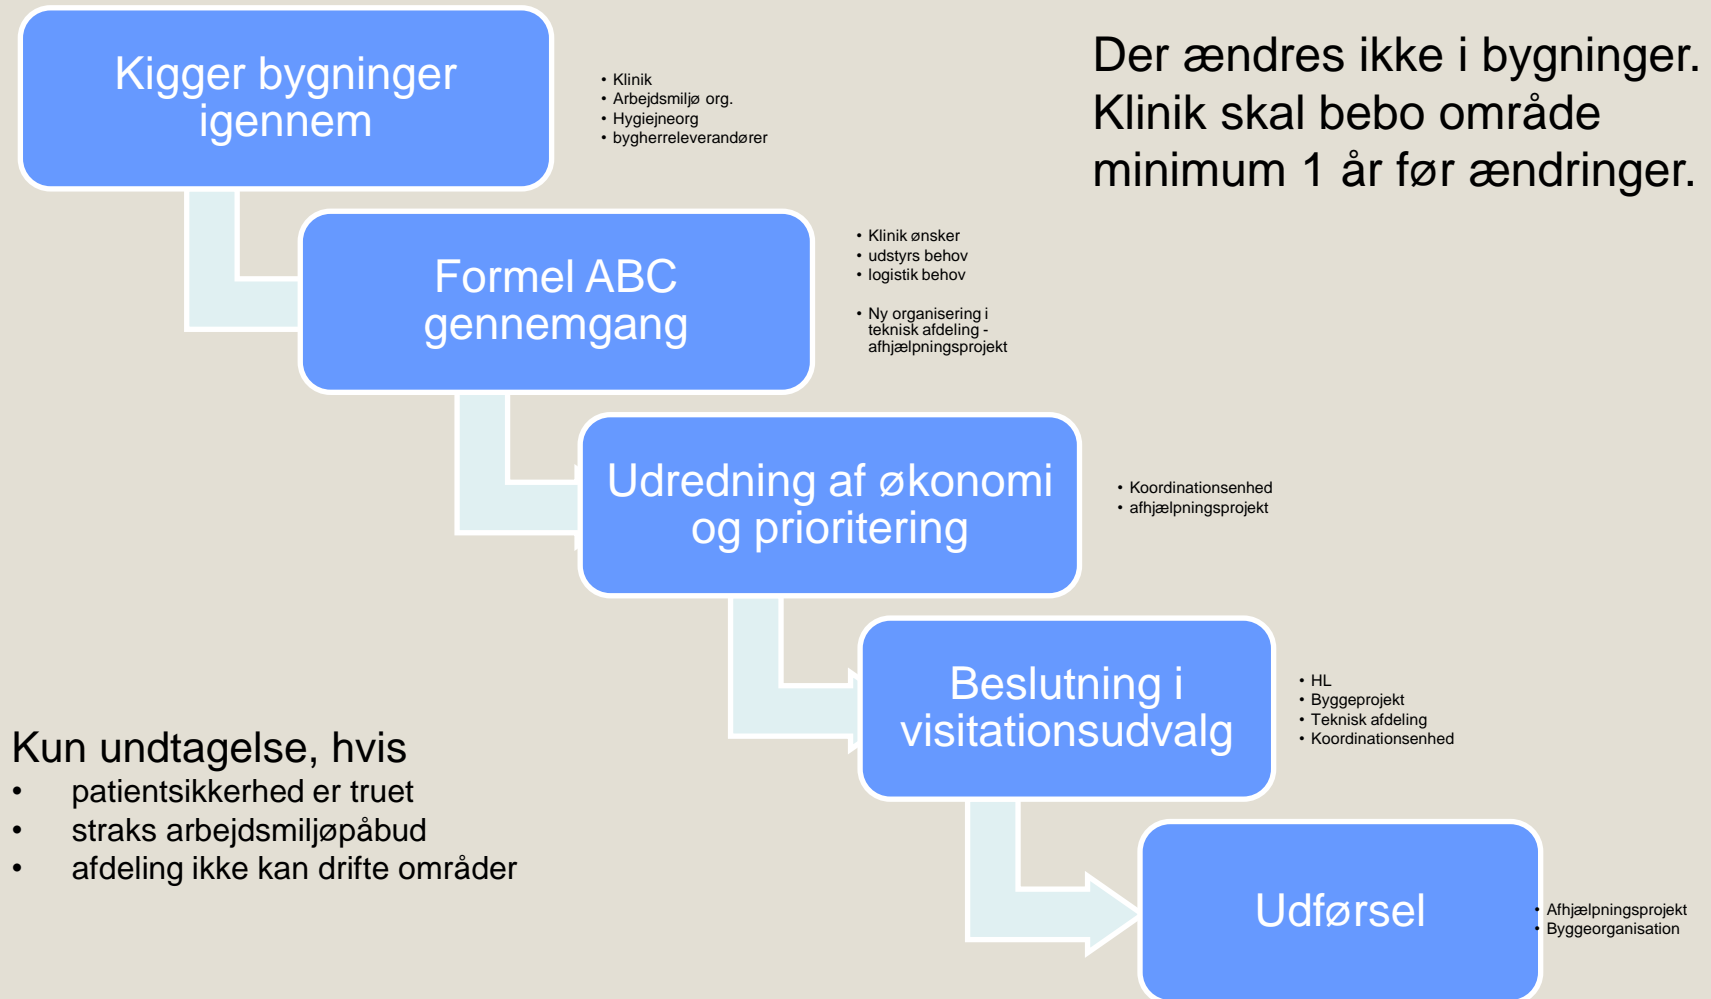 Kigger bygninger
igennem
• Klinik
• Arbejdsmiljø org.
• Hygiejneorg
• bygherreleverandører
Der ændres ikke i bygninger.
Klinik skal bebo område
minimum 1 år før ændringer.
Formel ABC
gennemgang
• Klinik ønsker
• udstyrs behov
• logistik behov
• Ny organisering i
teknisk afdeling -
afhjælpningsprojekt
Udredning af økonomi
og prioritering
• Koordinationsenhed
• afhjælpningsprojekt
Beslutning i
visitationsudvalg
• HL
• Byggeprojekt
• Teknisk afdeling
• Koordinationsenhed
Kun undtagelse, hvis
• patientsikkerhed er truet
• straks arbejdsmiljøpåbud
• afdeling ikke kan drifte områder
Udførsel
• Afhjælpningsprojekt
• Byggeorganisation